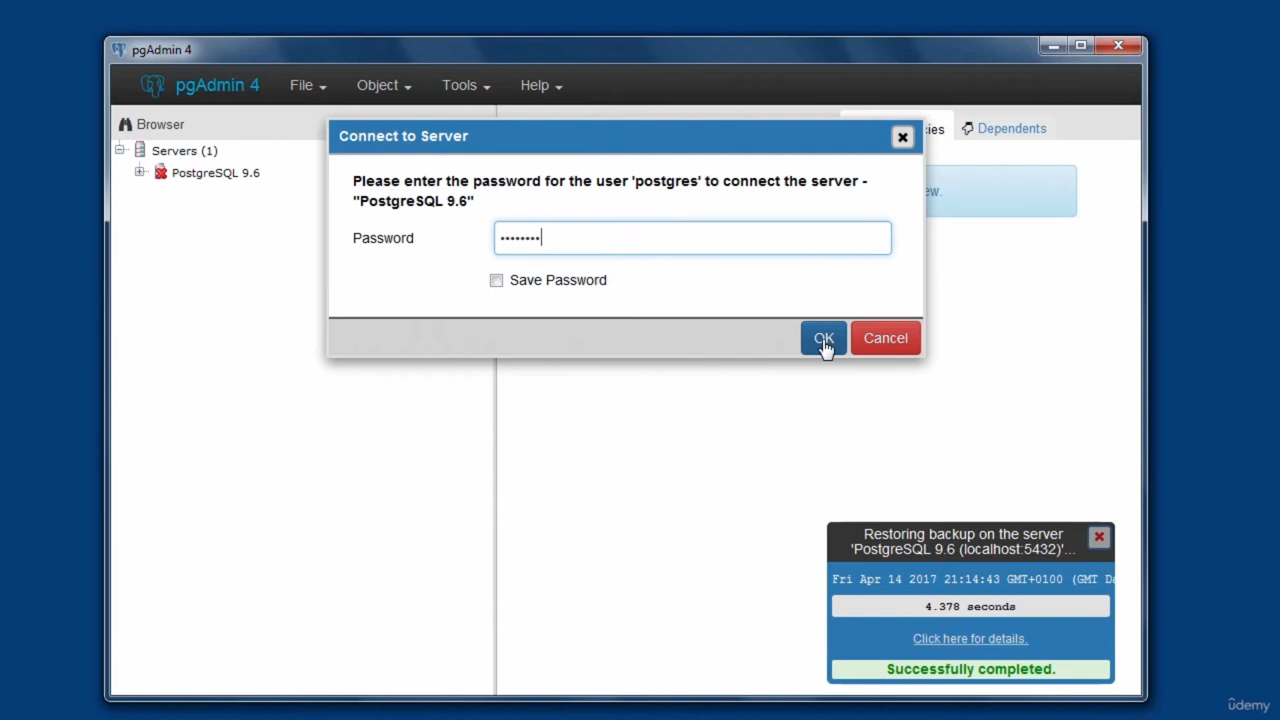 pgAdmin 4
pgAdmin 4 File Object Tools Help
Browser
Servers (1)
PostgreSQL 9.6
ies Dependents
ew.
Connect to Server
Please enter the password for the user 'postgres' to connect the server -
"PostgreSQL 9.6"
Password ••••••••
Save Password
OK Cancel
Restoring backup on the server
'PostgreSQL 9.6 (localhost:5432)'...
Fri Apr 14 2017 21:14:43 GMT+0100 (GMT Da
4.378 seconds
Click here for details.
Successfully completed.
ûdemy